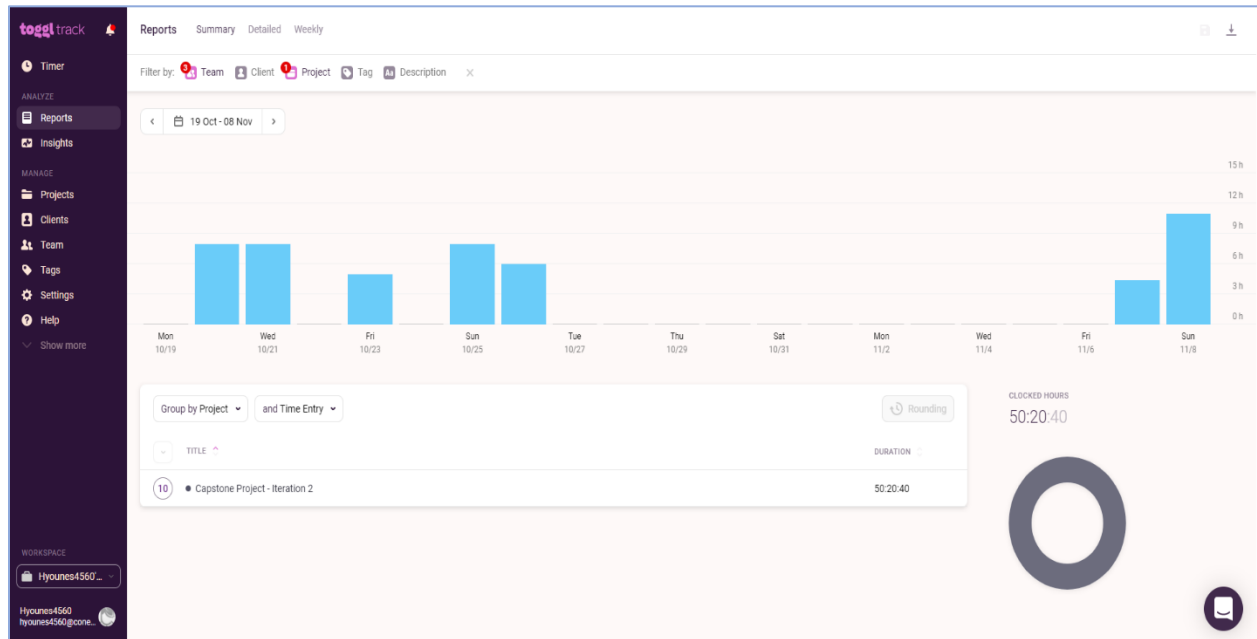 toggl track
Timer
ANALYZE
Reports
Insights
MANAGE
Projects
Clients
Team
Tags
Settings
Help
Show more
WORKSPACE
Hyounes4560'...
Hyounes4560
hyounes4560@cone...
Reports Summary Detailed Weekly
Filter by: 3 Team Client 1 Project Tag Aa Description ×
19 Oct - 08 Nov
15 h
12 h
9 h
6 h
3 h
0 h
Mon Wed Fri Sun Tue Thu Sat Mon Wed Fri Sun
10/19 10/21 10/23 10/25 10/27 10/29 10/31 11/2 11/4 11/6 11/8
Group by Project and Time Entry Rounding
TITLE DURATION
10 Capstone Project - Iteration 2 50:20:40
CLOCKED HOURS
50:20:40